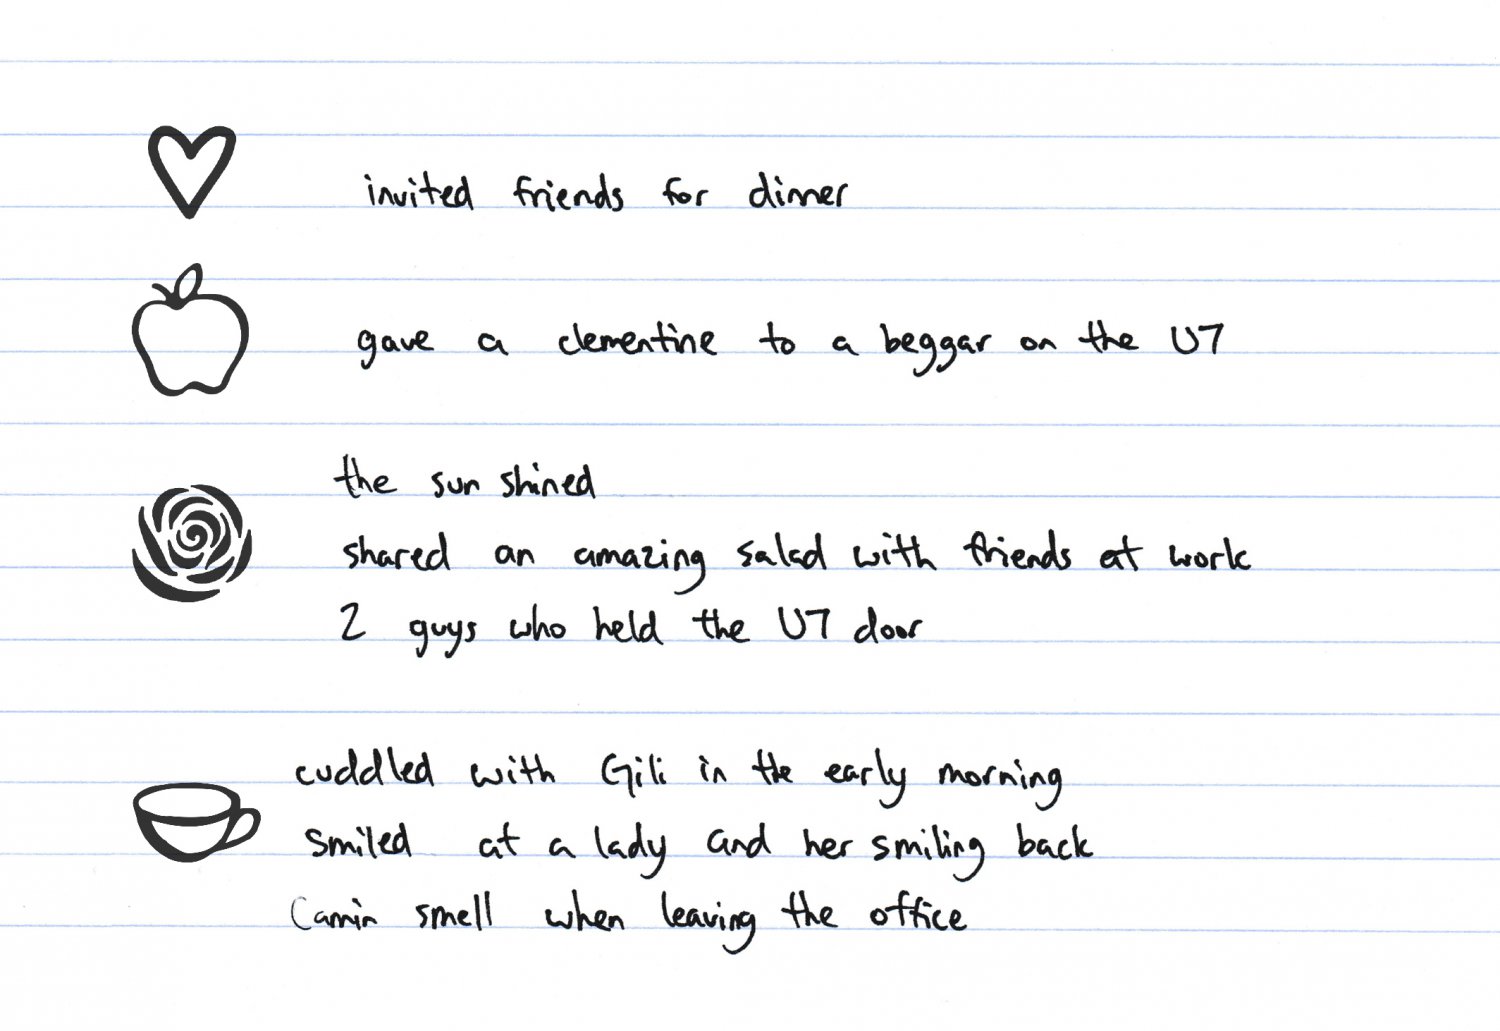 invited friends for dinner
gave a clementine to a beggar on the U7
the sun shined
shared an amazing salad with friends at work
2 guys who held the U7 door
cuddled with Gili in the early morning
smiled at a lady and her smiling back
Camin smell when leaving the office